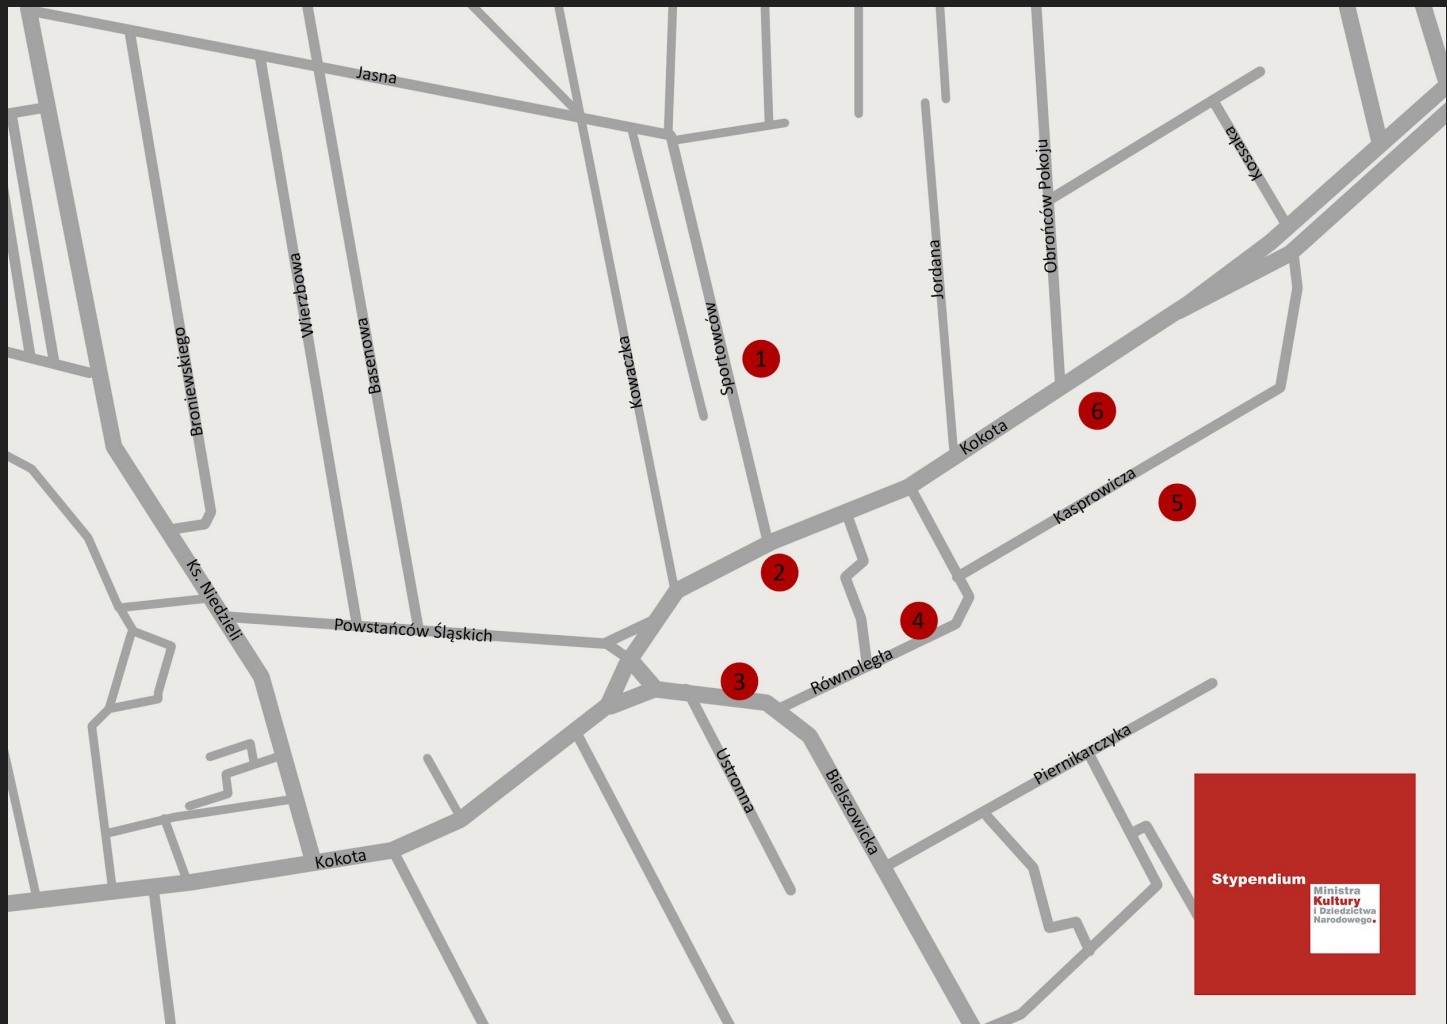 Jasna
Kossaka
Obrońców Pokoju
Jordana
Wierzbowa
Basenowa
Broniewskiego
Kowaczka
Sportowców
1
6
Kokota
Kasprowicza
5
2
Ks. Niedzieli
Powstańców Śląskich
4
Równoległa
3
Ustronna
Bielszowicka
Piernikarczyka
Kokota
Stypendium
Ministra
Kultury
i Dziedzictwa
Narodowego.